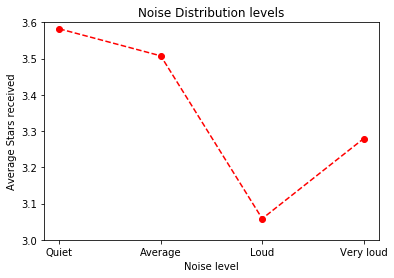 Noise Distribution levels
Average Stars received
3.6
3.5
3.4
3.3
3.2
3.1
3.0
Quiet Average Loud Very loud
Noise level